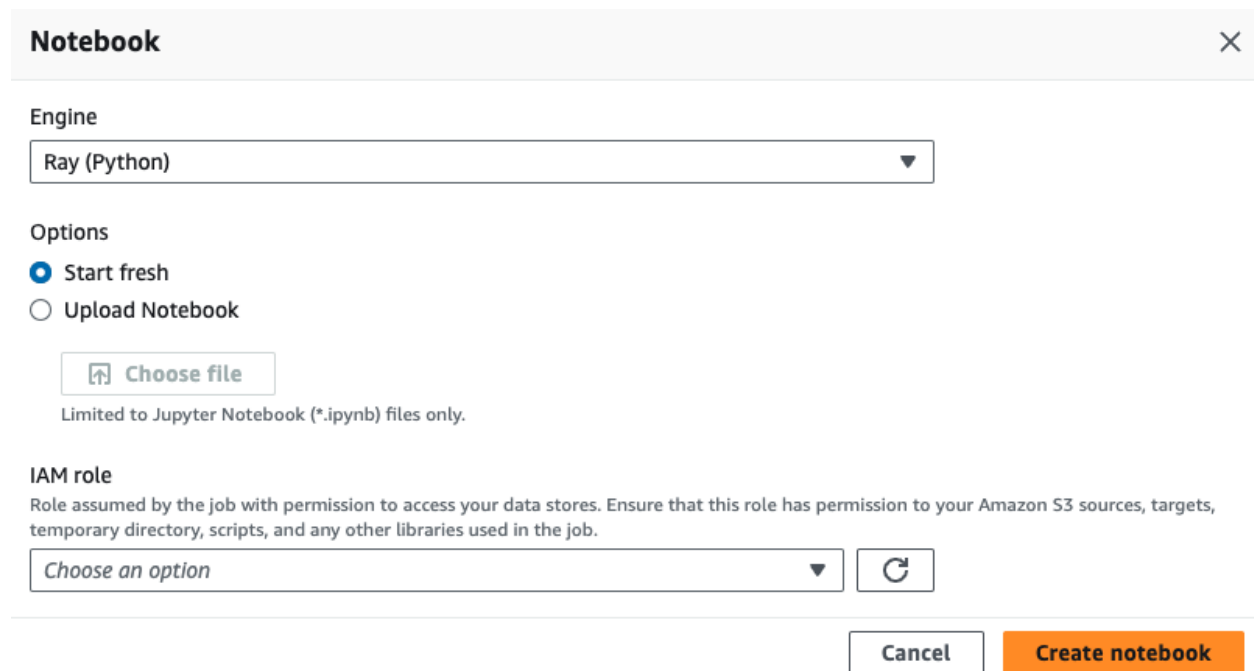 Notebook
Engine
Ray (Python)
Options
Start fresh
Upload Notebook
Choose file
Limited to Jupyter Notebook (*.ipynb) files only.
IAM role
Role assumed by the job with permission to access your data stores. Ensure that this role has permission to your Amazon S3 sources, targets,
temporary directory, scripts, and any other libraries used in the job.
Choose an option
Cancel
Create notebook